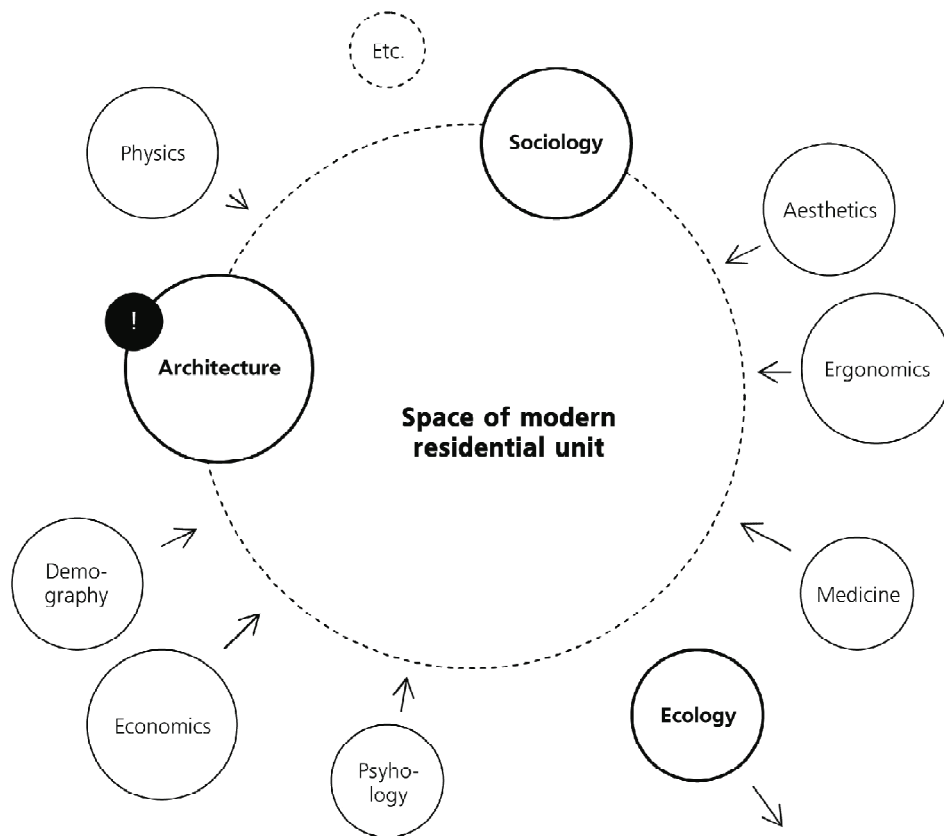 Etc.
Physics
Sociology
Aesthetics
!
Architecture
Ergonomics
Space of modern
residential unit
Demo-
graphy
Medicine
Economics
Ecology
Psyho-
logy